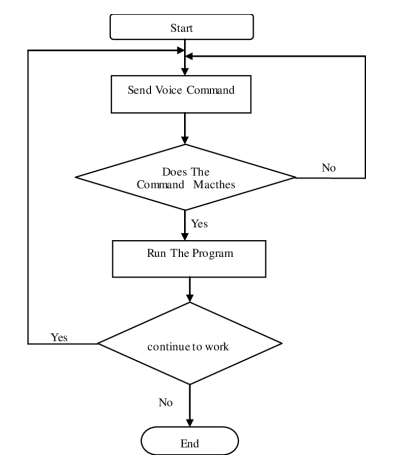 Start
Send Voice Command
Does The
Command Macthes
No
Yes
Run The Program
Yes
continue to work
No
End